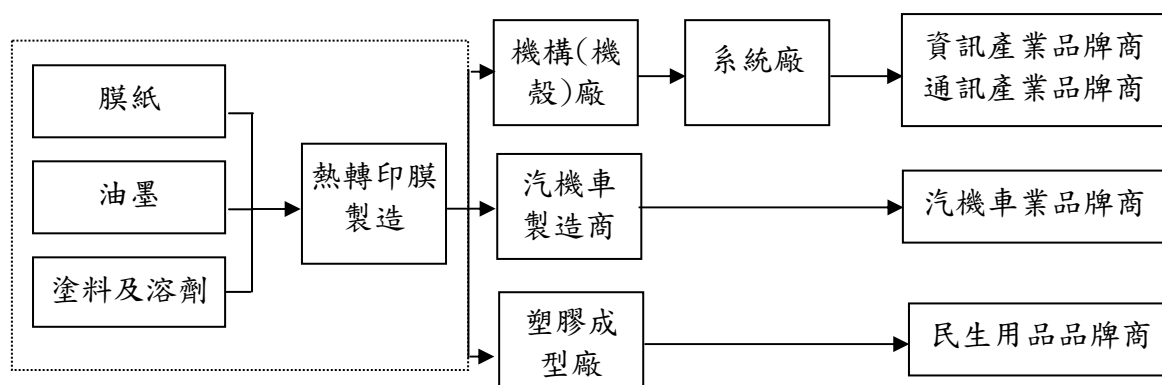 膜紙
油墨
塗料及溶劑
熱轉印膜
製造
機構(機
殼)廠
系統廠
資訊產業品牌商
通訊產業品牌商
汽機車
製造商
汽機車業品牌商
塑膠成
型廠
民生用品品牌商